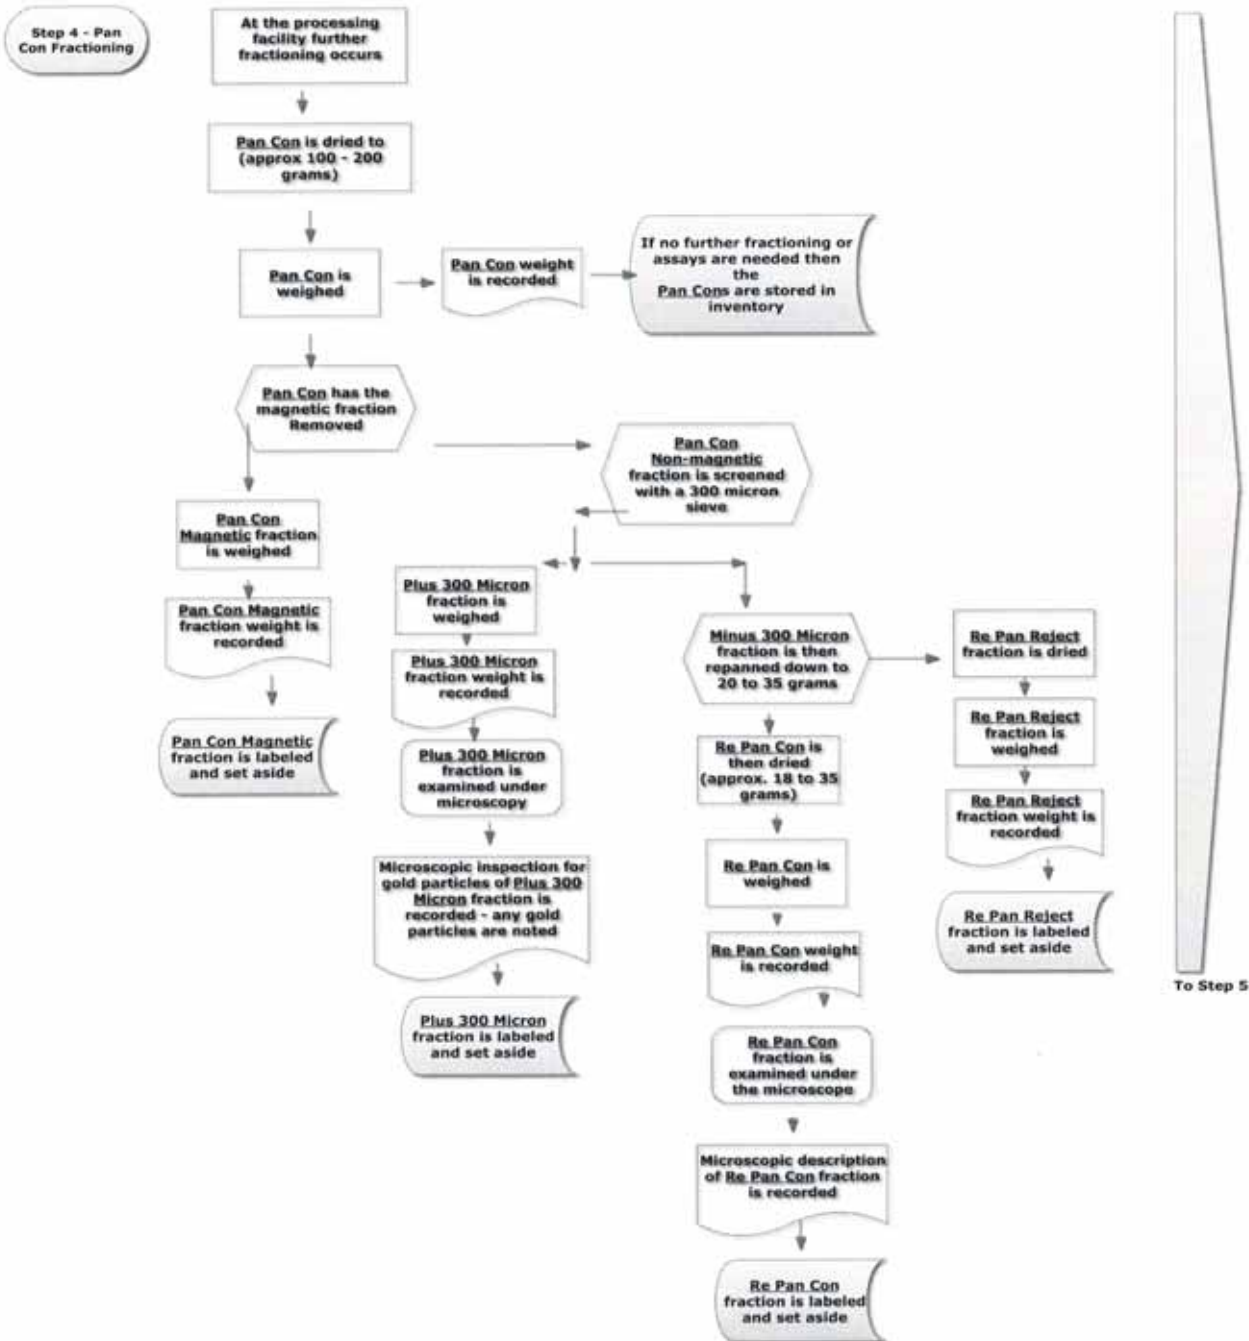 Step 4 - Pan
Con Fractioning
At the processing
facility further
fractioning occurs
Pan Con is dried to
(approx 100 - 200
grams)
Pan Con is
weighed
Pan Con weight
is recorded
If no further fractioning or
assays are needed then
the
Pan Cons are stored in
inventory
Pan Con has the
magnetic fraction
Removed
Pan Con
Non-magnetic
fraction is screened
with a 300 micron
sieve
Pan Con
Magnetic fraction
is weighed
Pan Con Magnetic
fraction weight is
recorded
Pan Con Magnetic
fraction is labeled
and set aside
Plus 300 Micron
fraction is
weighed
Plus 300 Micron
fraction weight is
recorded
Plus 300 Micron
fraction is
examined under
microscopy
Microscopic inspection for
gold particles of Plus 300
Micron fraction is
recorded - any gold
particles are noted
Plus 300 Micron
fraction is labeled
and set aside
Minus 300 Micron
fraction is then
repanned down to
20 to 35 grams
Re Pan Con is
then dried
(approx. 18 to 35
grams)
Re Pan Con is
weighed
Re Pan Con weight
is recorded
Re Pan Con
fraction is
examined under
the microscope
Microscopic description
of Re Pan Con fraction
is recorded
Re Pan Con
fraction is labeled
and set aside
Re Pan Reject
fraction is dried
Re Pan Reject
fraction is
weighed
Re Pan Reject
fraction weight is
recorded
Re Pan Reject
fraction is labeled
and set aside
To Step 5